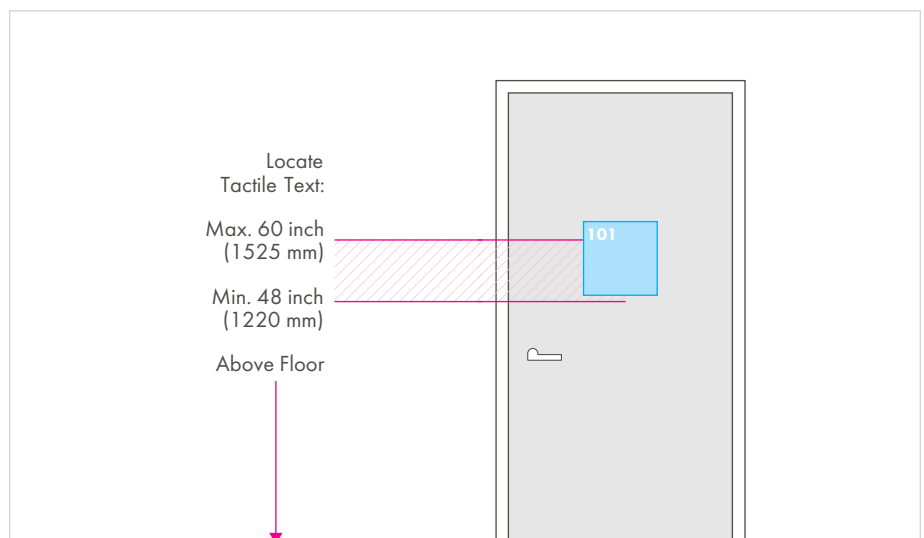 Locate
Tactile Text:
Max. 60 inch
(1525 mm)
Min. 48 inch
(1220 mm)
Above Floor
101